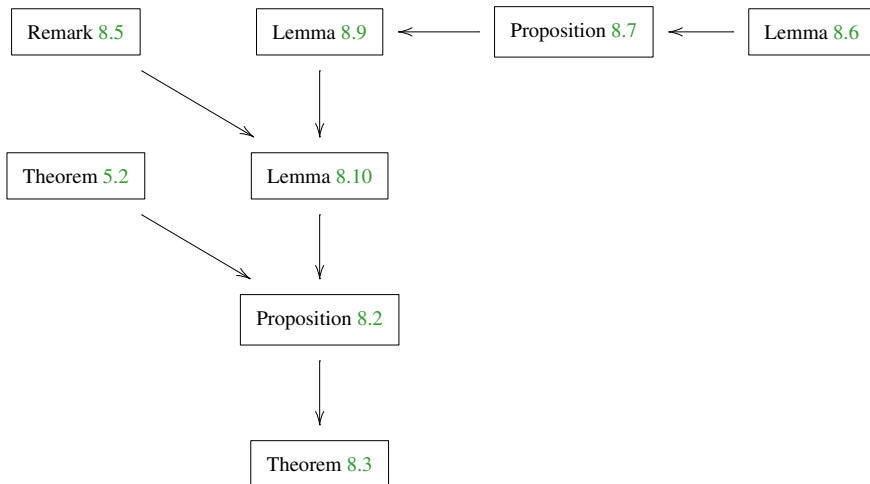 Remark 8.5
Lemma 8.9
Proposition 8.7
Lemma 8.6
Theorem 5.2
Lemma 8.10
Proposition 8.2
Theorem 8.3